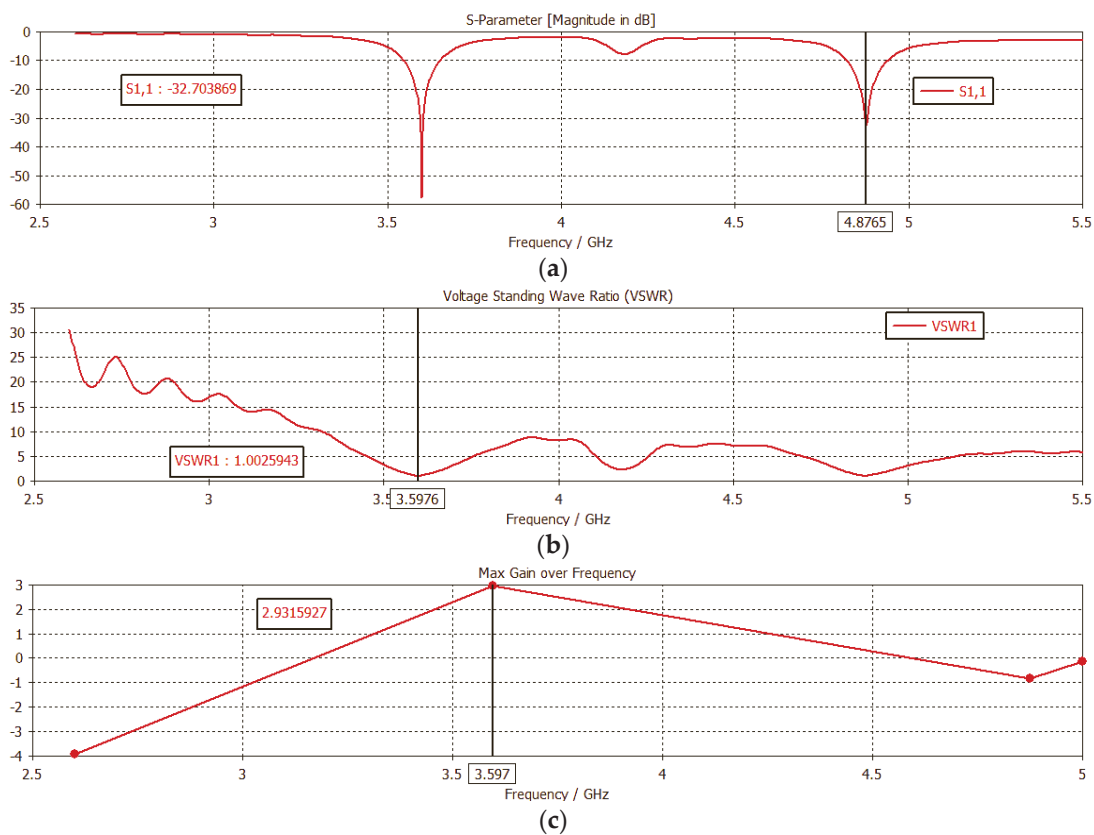 S-Parameter [Magnitude in dB]
0
-10
-20
-30
-40
-50
-60
S1,1 : -32.703869
S1,1
2.5 3 3.5 4 4.5 4.8765 5 5.5
Frequency / GHz
(a)
Voltage Standing Wave Ratio (VSWR)
35
30
25
20
15
10
5
0
VSWR1
VSWR1 : 1.0025943
2.5 3 3.5 3.5976 4 4.5 5 5.5
Frequency / GHz
(b)
Max Gain over Frequency
3
2
1
0
-1
-2
-3
-4
2.9315927
2.5 3 3.5 3.597 4 4.5 5
Frequency / GHz
(c)